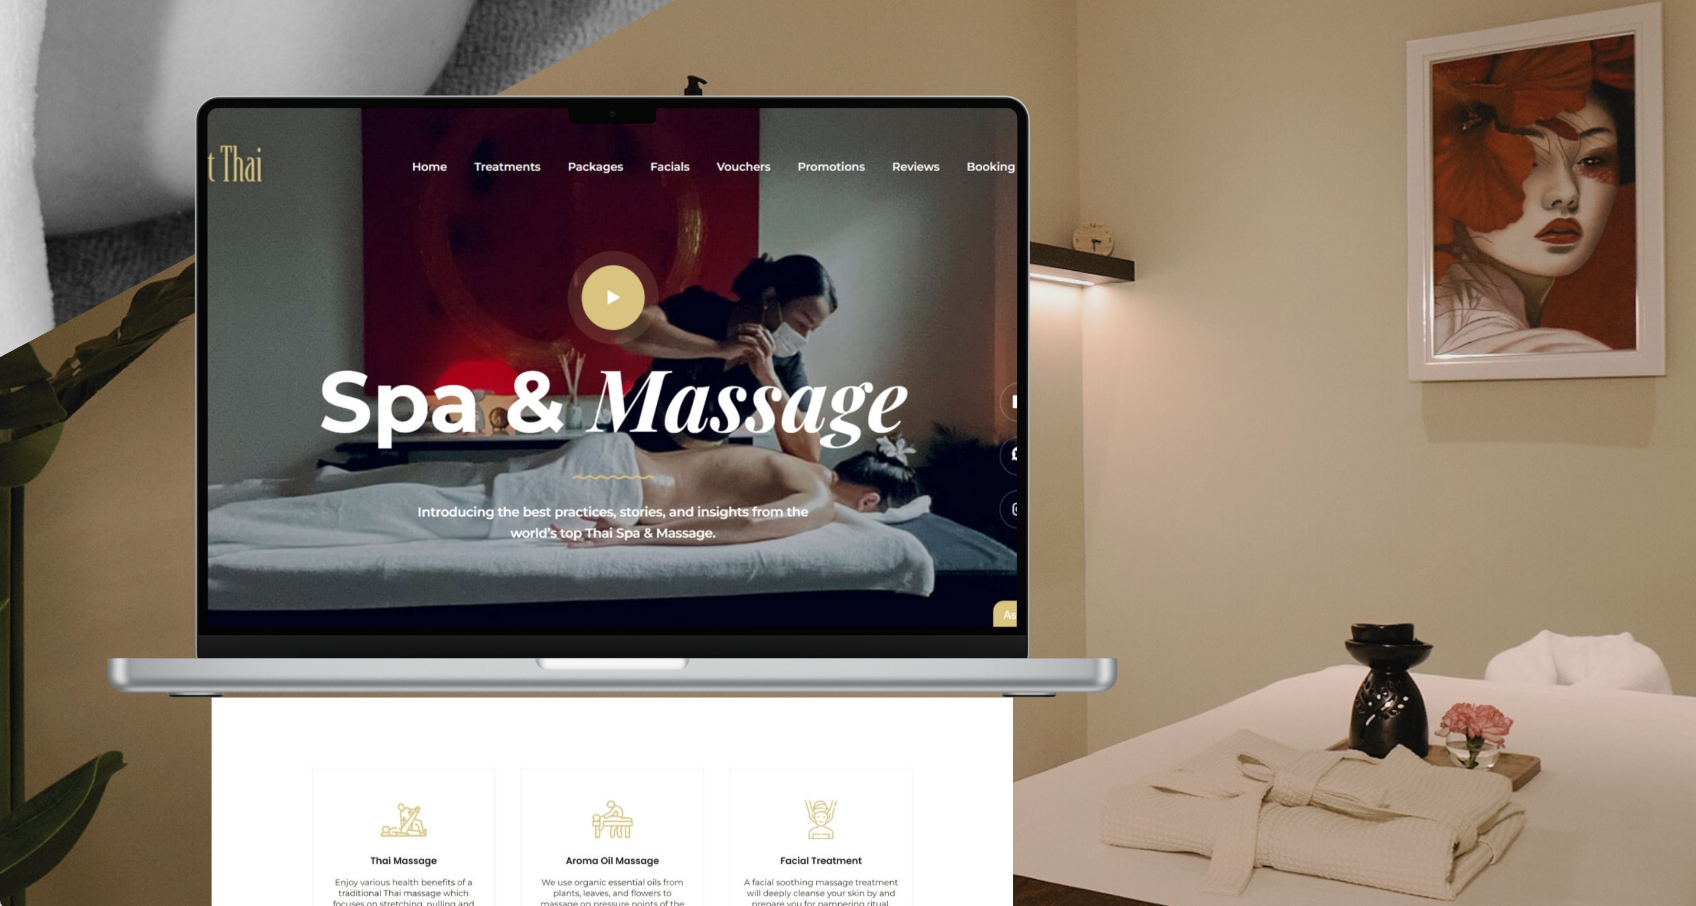 t Thai
Home Treatments Packages Facials Vouchers Promotions Reviews Booking
Spa & Massage
Introducing the best practices, stories, and insights from the
world's top Thai Spa & Massage.
As
Thai Massage
Enjoy various health benefits of a
traditional Thai massage which
focuses on stretching, pulling and
Aroma Oil Massage
We use organic essential oils from
plants, leaves, and flowers to
massage on pressure points of the
Facial Treatment
A facial soothing massage treatment
will deeply cleanse your skin by and
prepare you for pampering ritual.